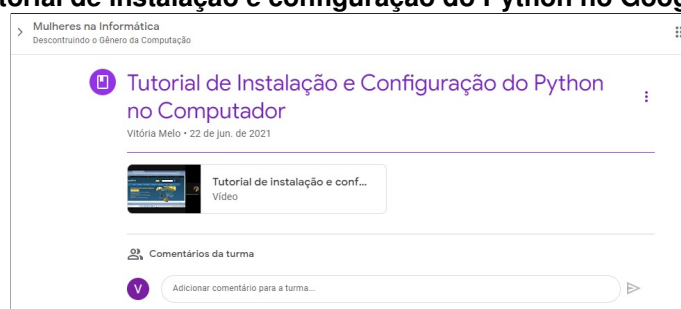 torial de instalação e configuração do Python no Goog
Mulheres na Informática
Descontruindo o Gênero da Computação
Tutorial de Instalação e Configuração do Python
no Computador
Vitória Melo • 22 de jun. de 2021
Tutorial de instalação e conf...
Vídeo
Comentários da turma
V
Adicionar comentário para a turma...